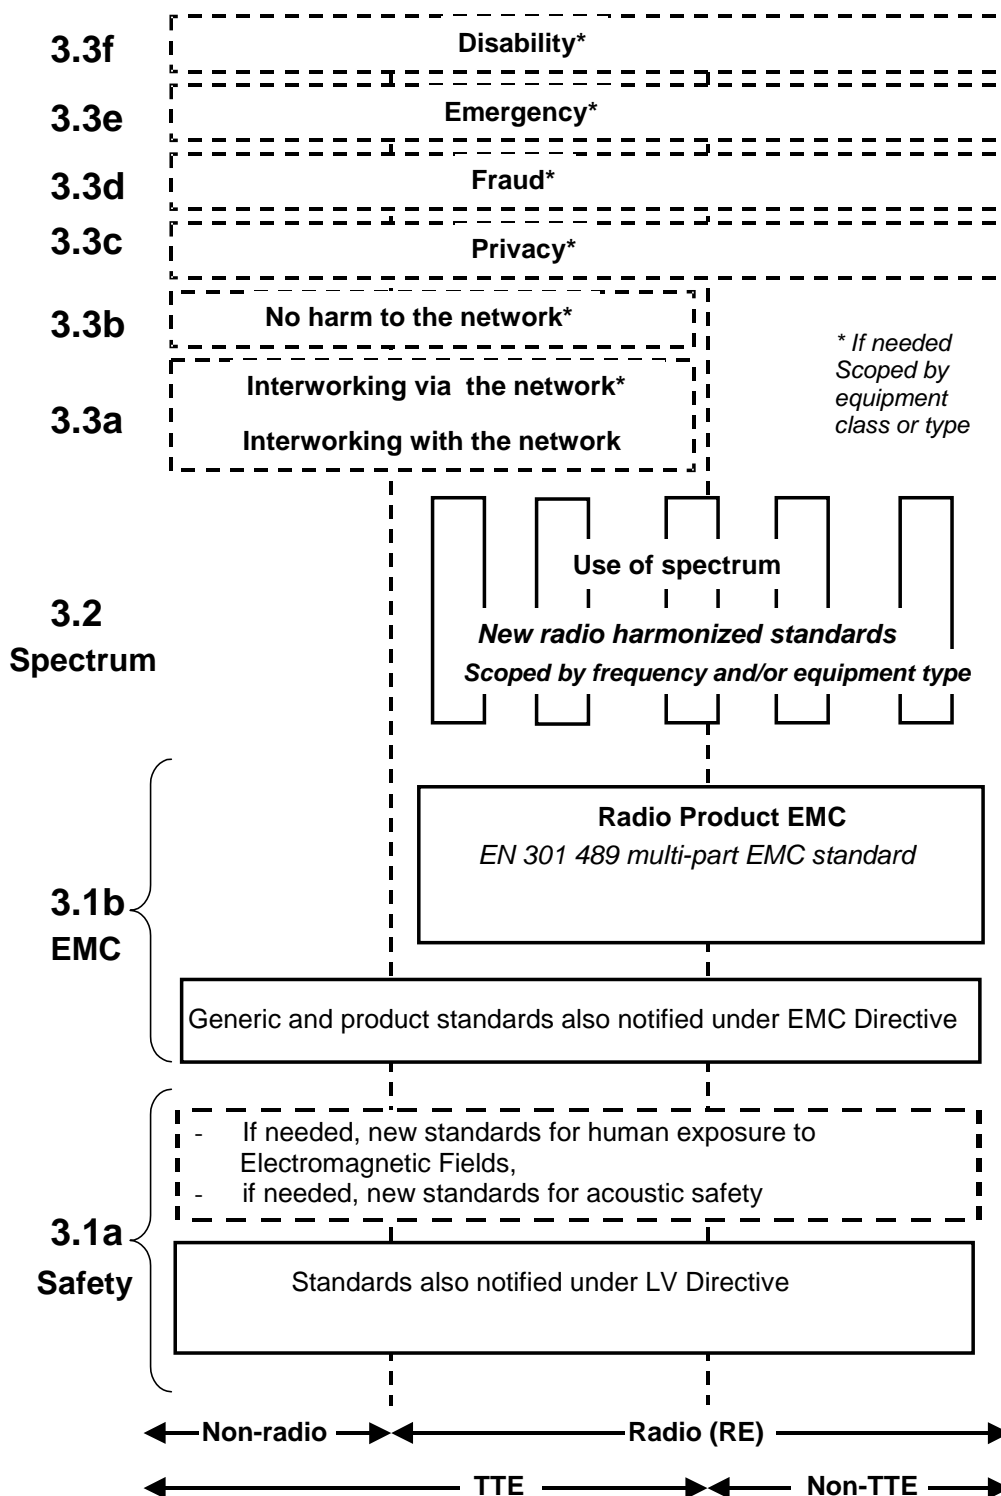 3.3f
Disability*
3.3e
Emergency*
3.3d
Fraud*
3.3c
Privacy*
3.3b
No harm to the network*
* If needed
Scoped by
equipment
class or type
3.3a
Interworking via the network*
Interworking with the network
Use of spectrum
3.2
Spectrum
New radio harmonized standards
Scoped by frequency and/or equipment type
Radio Product EMC
EN 301 489 multi-part EMC standard
3.1b
EMC
Generic and product standards also notified under EMC Directive
- If needed, new standards for human exposure to
Electromagnetic Fields,
- if needed, new standards for acoustic safety
3.1a
Safety
Standards also notified under LV Directive
Non-radio
Radio (RE)
TTE
Non-TTE